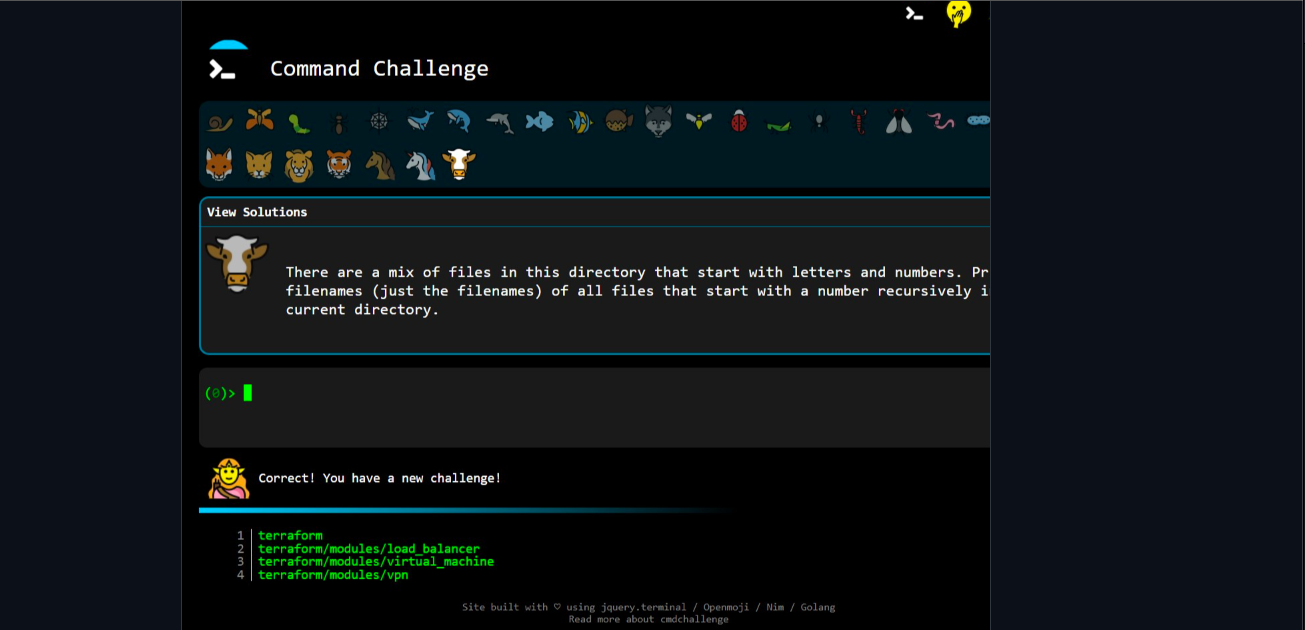 Command Challenge
View Solutions
There are a mix of files in this directory that start with letters and numbers. Pr
filenames (just the filenames) of all files that start with a number recursively i
current directory.
(0)>
Correct! You have a new challenge!
1 terraform
2 terraform/modules/load_balancer
3 terraform/modules/virtual_machine
4 terraform/modules/vpn
Site built with ♡ using jquery.terminal / Openmoji / Nim / Golang
Read more about cmdchallenge